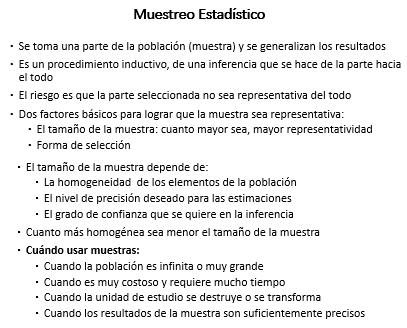 Muestreo Estadístico
• Se toma una parte de la población (muestra) y se generalizan los resultados
• Es un procedimiento inductivo, de una inferencia que se hace de la parte hacia
el todo
• El riesgo es que la parte seleccionada no sea representativa del todo
• Dos factores básicos para lograr que la muestra sea representativa:
• El tamaño de la muestra: cuanto mayor sea, mayor representatividad
• Forma de selección
• El tamaño de la muestra depende de:
• La homogeneidad de los elementos de la población
• El nivel de precisión deseado para las estimaciones
• El grado de confianza que se quiere en la inferencia
• Cuanto más homogénea sea menor el tamaño de la muestra
• Cuándo usar muestras:
• Cuando la población es infinita o muy grande
• Cuando es muy costoso y requiere mucho tiempo
• Cuando la unidad de estudio se destruye o se transforma
• Cuando los resultados de la muestra son suficientemente precisos